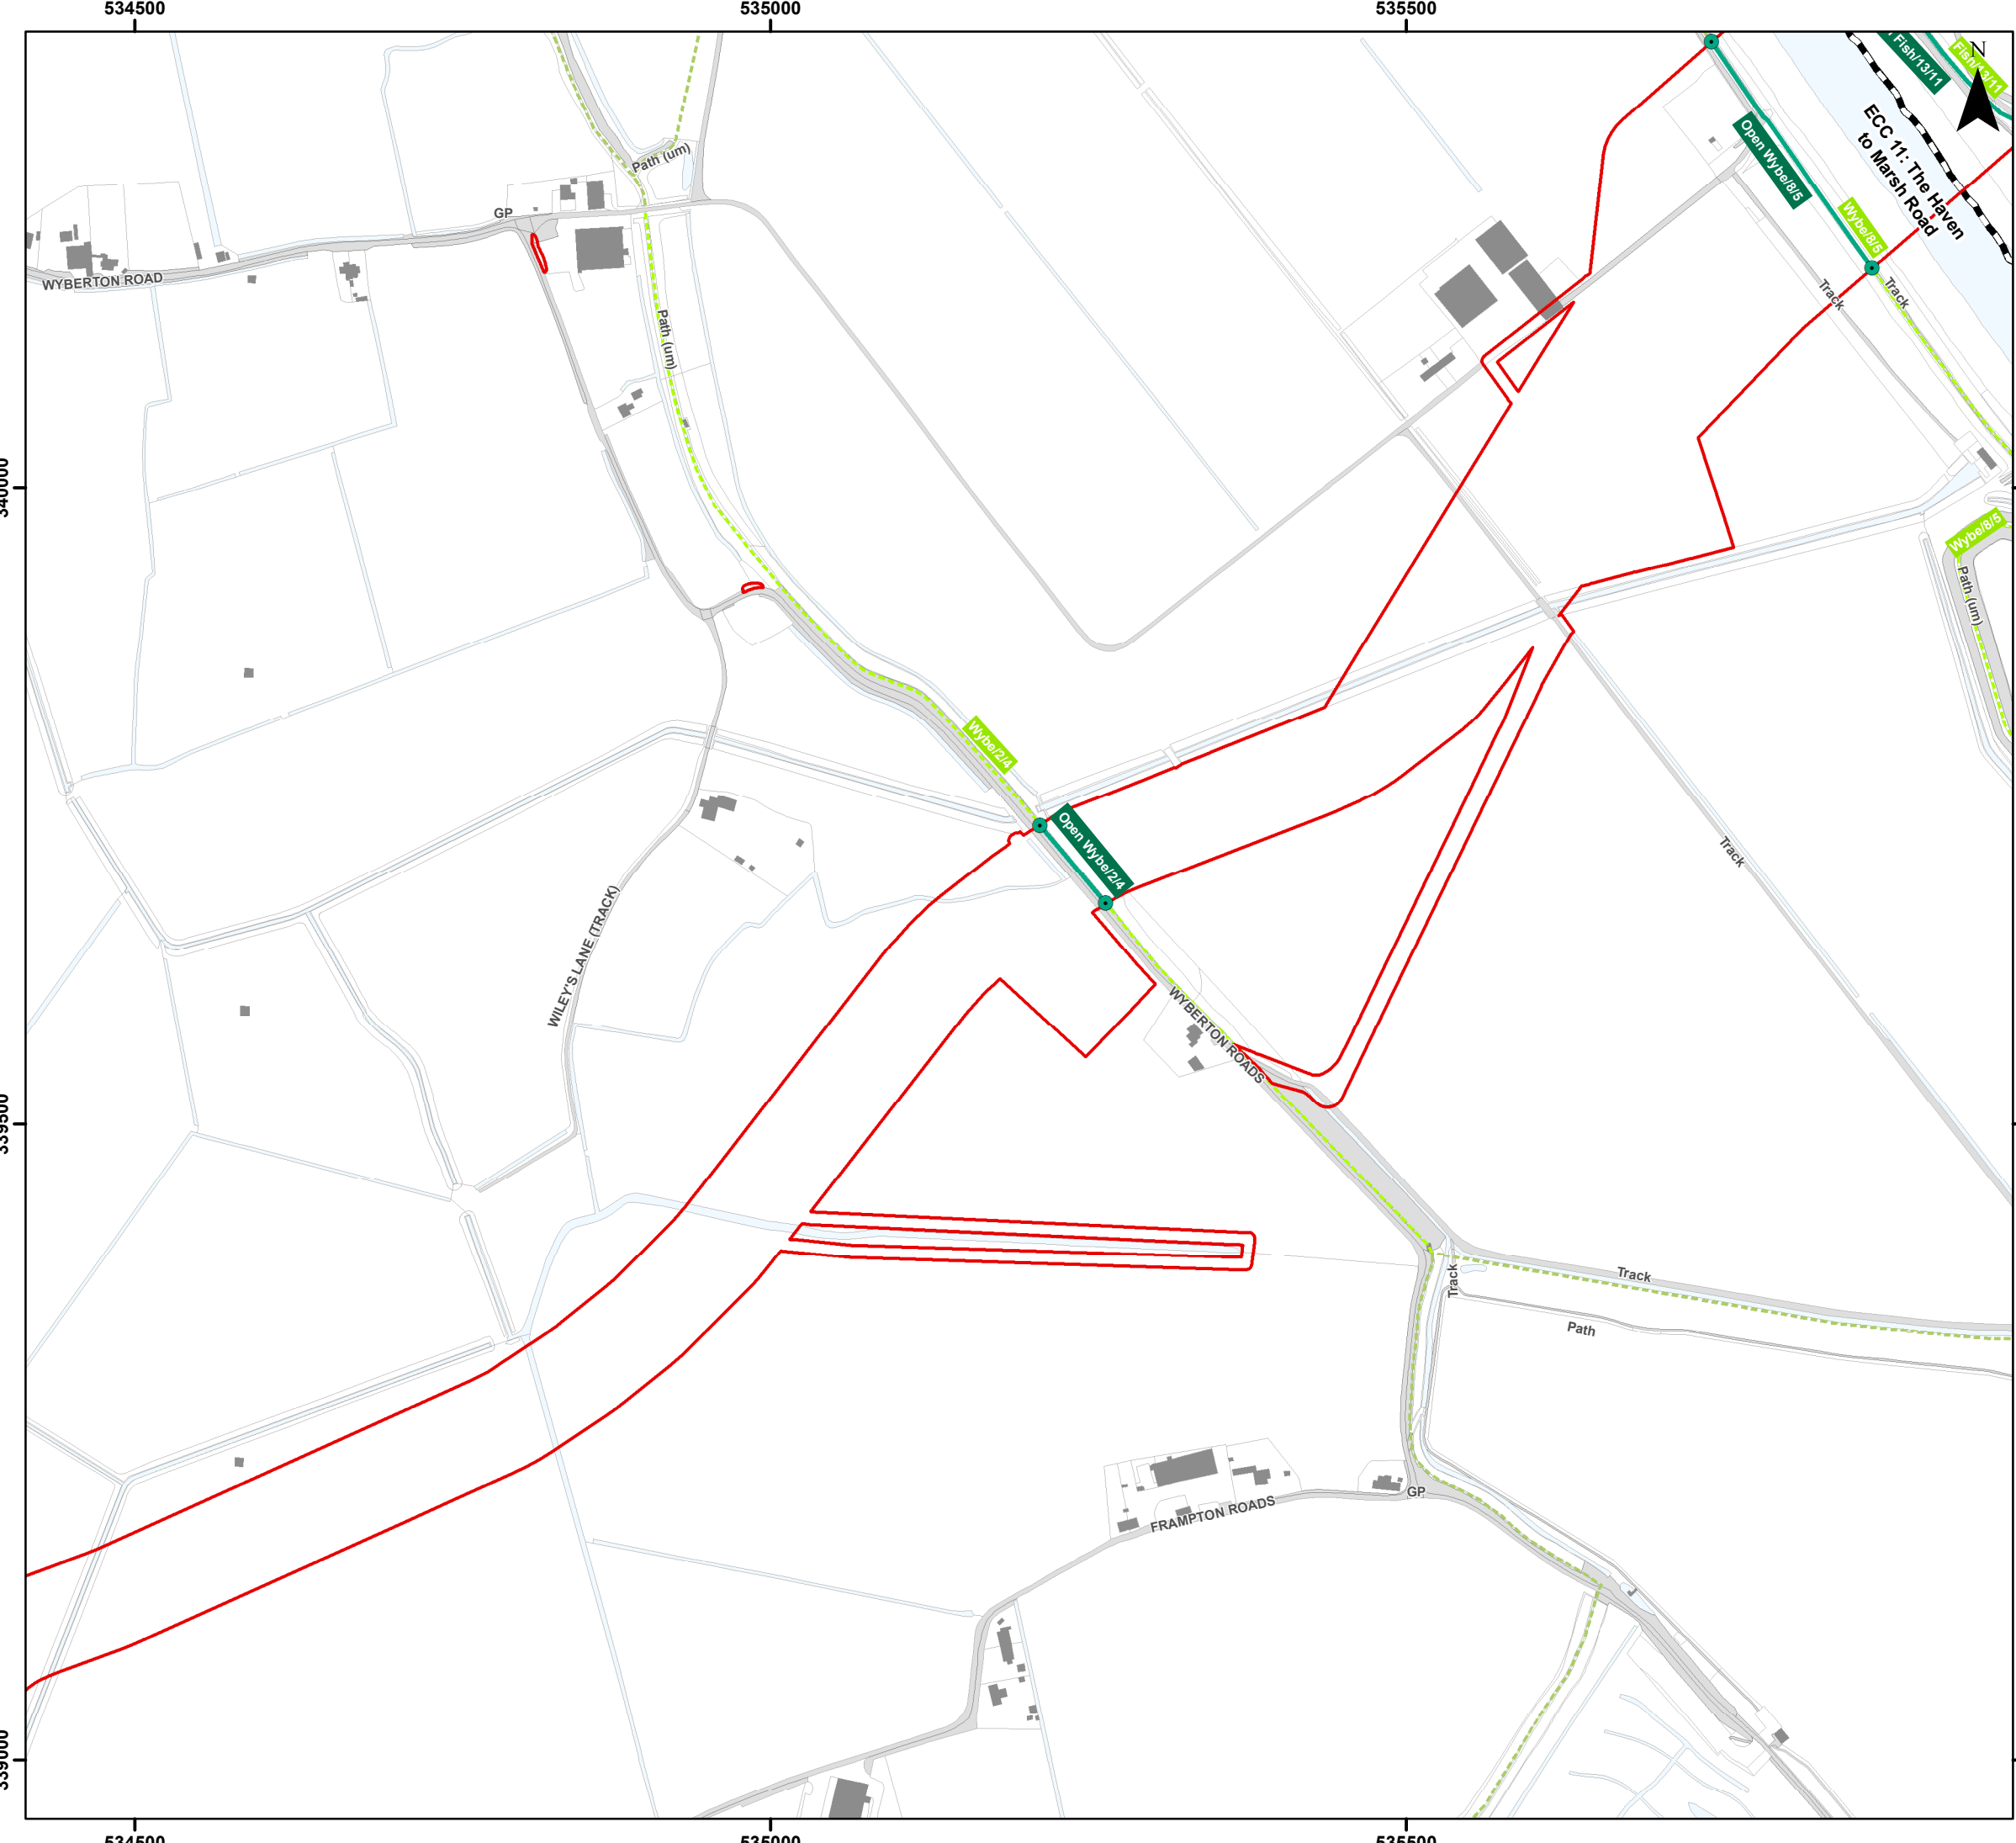 534500
535000
535500
Fish/13/11
Fish/13/11
N
Open Wybe/8/5
ECC 11: The Haven
to Marsh Road
Path (um)
Wybe/8/5
GP
WYBERTON ROAD
Track
Track
Path (um)
340000
Wybe/8/5
Path (um)
Wybe/2/4
Open Wybe/2/4
Track
WILEY'S LANE (TRACK)
WYBERTON ROADS
339500
Track
Track
Path
GP
FRAMPTON ROADS
339000
534500
535000
535500